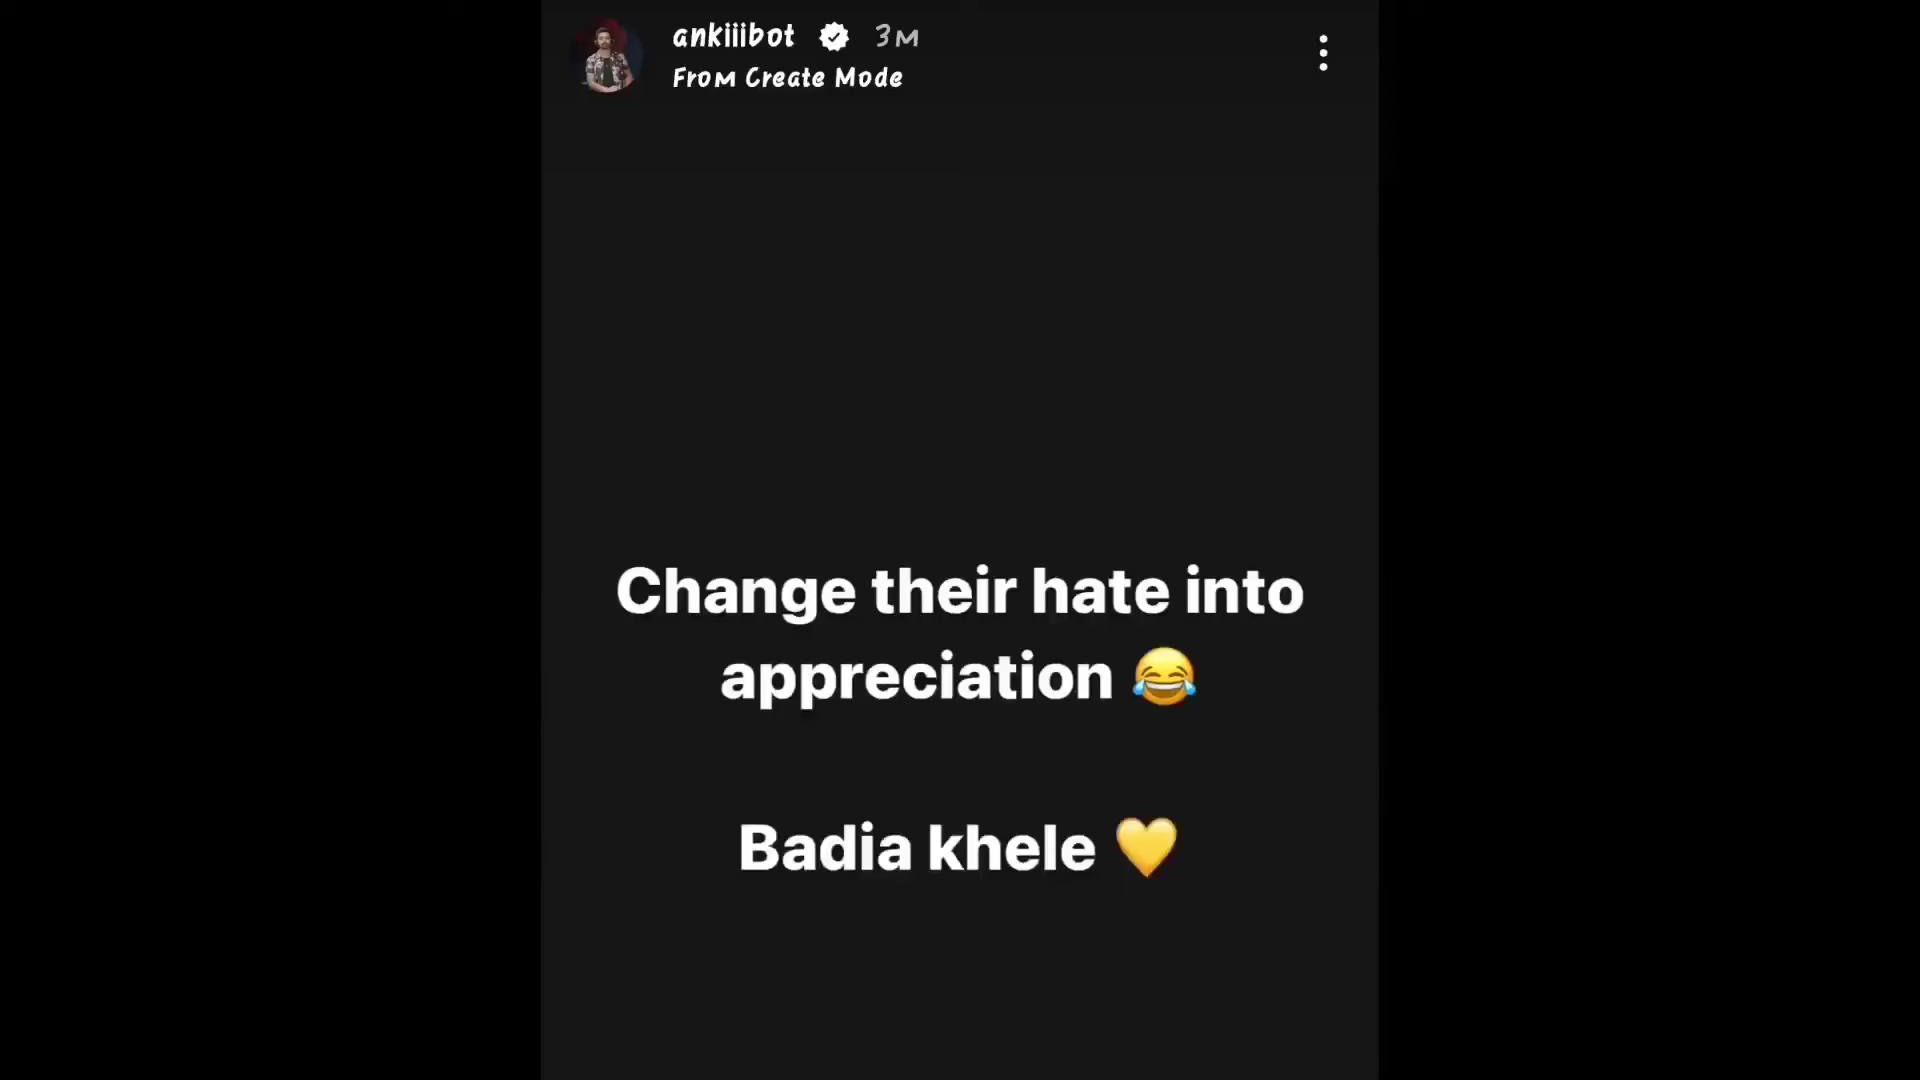 ankiiibot 3m
From Create Mode
Change their hate into
appreciation 😂
Badia khele 💛